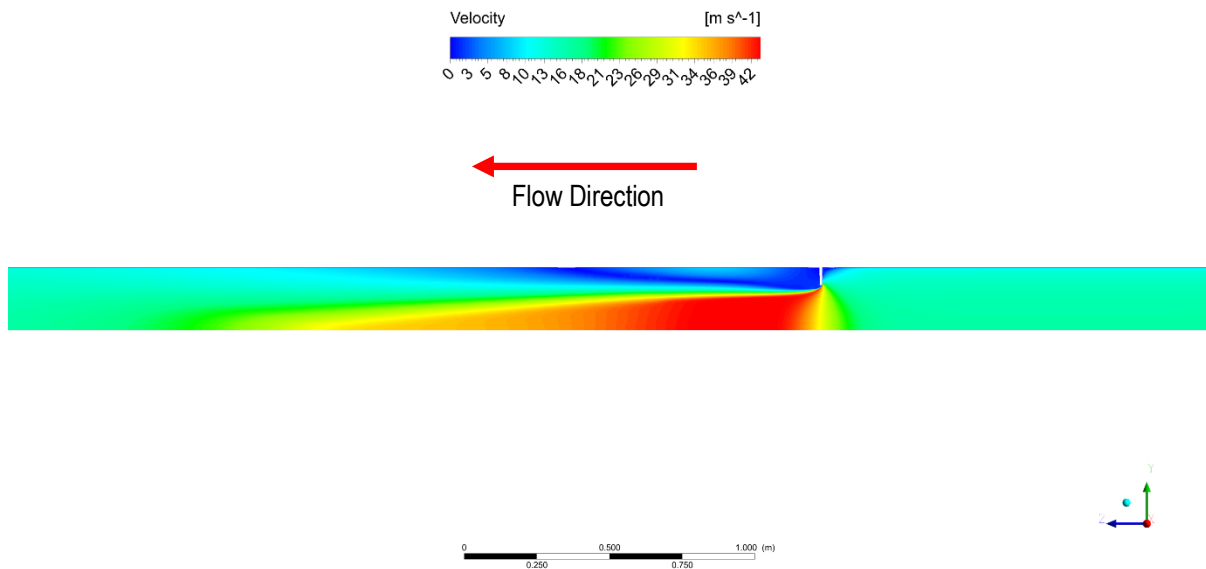 Velocity [m s^-1]
0 3 5 8 10 13 16 18 21 23 26 29 31 34 36 39 42
Flow Direction
Y
Z X
0 0.500 1.000 (m)
0.250 0.750